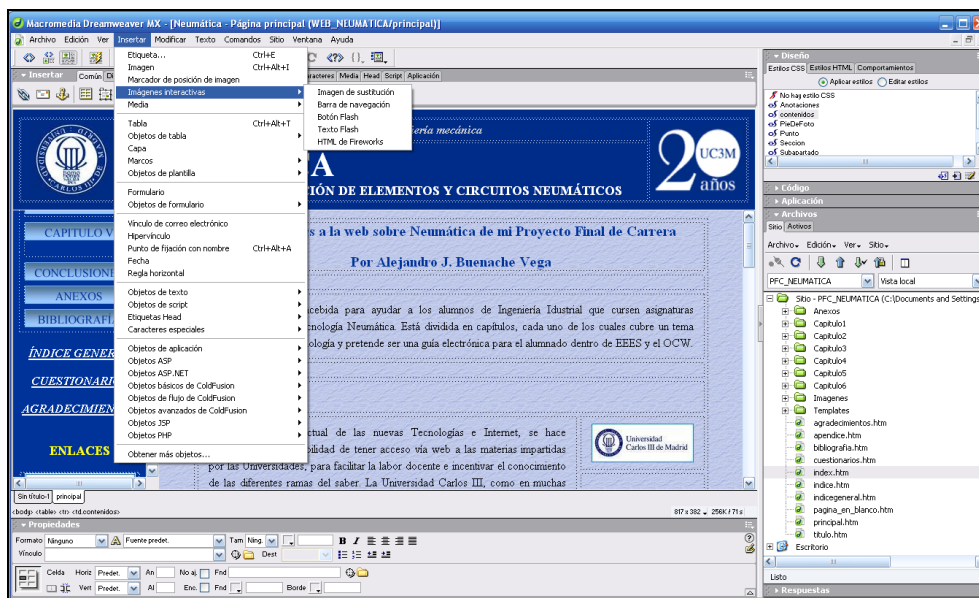 Macromedia Dreamweaver MX - [Neumática - Página principal (WEB_NEUMATICA/principal)]
Archivo Edición Ver Insertar Modificar Texto Comandos Sitio Ventana Ayuda
Insertar Común
Caracteres Media Head Script Aplicación
Etiqueta... Ctrl+E
Imagen Ctrl+Alt+I
Marcador de posición de imagen
Imágenes interactivas
Media
Tabla Ctrl+Alt+T
Objetos de tabla
Capa
Marcos
Objetos de plantilla
Formulario
Objetos de formulario
Vínculo de correo electrónico
Hipervínculo
Punto de fijación con nombre Ctrl+Alt+A
Fecha
Regla horizontal
Objetos de texto
Objetos de script
Etiquetas Head
Caracteres especiales
Objetos de aplicación
Objetos ASP
Objetos ASP.NET
Objetos básicos de ColdFusion
Objetos de flujo de ColdFusion
Objetos avanzados de ColdFusion
Objetos JSP
Objetos PHP
Obtener más objetos...
Imagen de sustitución
Barra de navegación
Botón Flash
Texto Flash
HTML de Fireworks
ería mecánica
CA
CIÓN DE ELEMENTOS Y CIRCUITOS NEUMÁTICOS
UC3M
20 años
CAPITULO V
CONCLUSIONE
ANEXOS
BIBLIOGRAFÍ
ÍNDICE GENER
CUESTIONARI
AGRADECIMIEN
ENLACES
s a la web sobre Neumática de mi Proyecto Final de Carrera
Por Alejandro J. Buenache Vega
cebida para ayudar a los alumnos de Ingeniería Idustrial que cursen asignaturas
cnología Neumática. Está dividida en capítulos, cada uno de los cuales cubre un tema
ología y pretende ser una guía electrónica para el alumnado dentro de EEES y el OCW.
ctual de las nuevas Tecnologías e Internet, se hace
bilidad de tener acceso vía web a las materias impartidas
por las Universidades, para facilitar la labor docente e incentivar el conocimiento
de las diferentes ramas del saber. La Universidad Carlos III, como en muchas
Universidad
Carlos III de Madrid
Sin título-1 principal
<body> <table> <tr> <td.contenidos> 817 x 382 256K / 71 s
Propiedades
Formato Ninguno Fuente predet. Tam Ning. B I
Vínculo Dest
Celda Horiz Predet. An No aj. Fnd
Vert Predet. Al Enc. Fnd Borde
Diseño
Estilos CSS Estilos HTML Comportamientos
Aplicar estilos Editar estilos
No hay estilo CSS
Anotaciones
contenidos
PieDeFoto
Punto
Seccion
Subapartado
Código
Aplicación
Archivos
Sitio Activos
Archivo Edición Ver Sitio
PFC_NEUMATICA Vista local
Sitio - PFC_NEUMATICA (C:\Documents and Settings
Anexos
Capitulo1
Capitulo2
Capitulo3
Capitulo4
Capitulo5
Capitulo6
Imagenes
Templates
agradecimientos.htm
apendice.htm
bibliografia.htm
cuestionarios.htm
index.htm
indice.htm
indicegeneral.htm
pagina_en_blanco.htm
principal.htm
titulo.htm
Escritorio
Listo
Respuestas